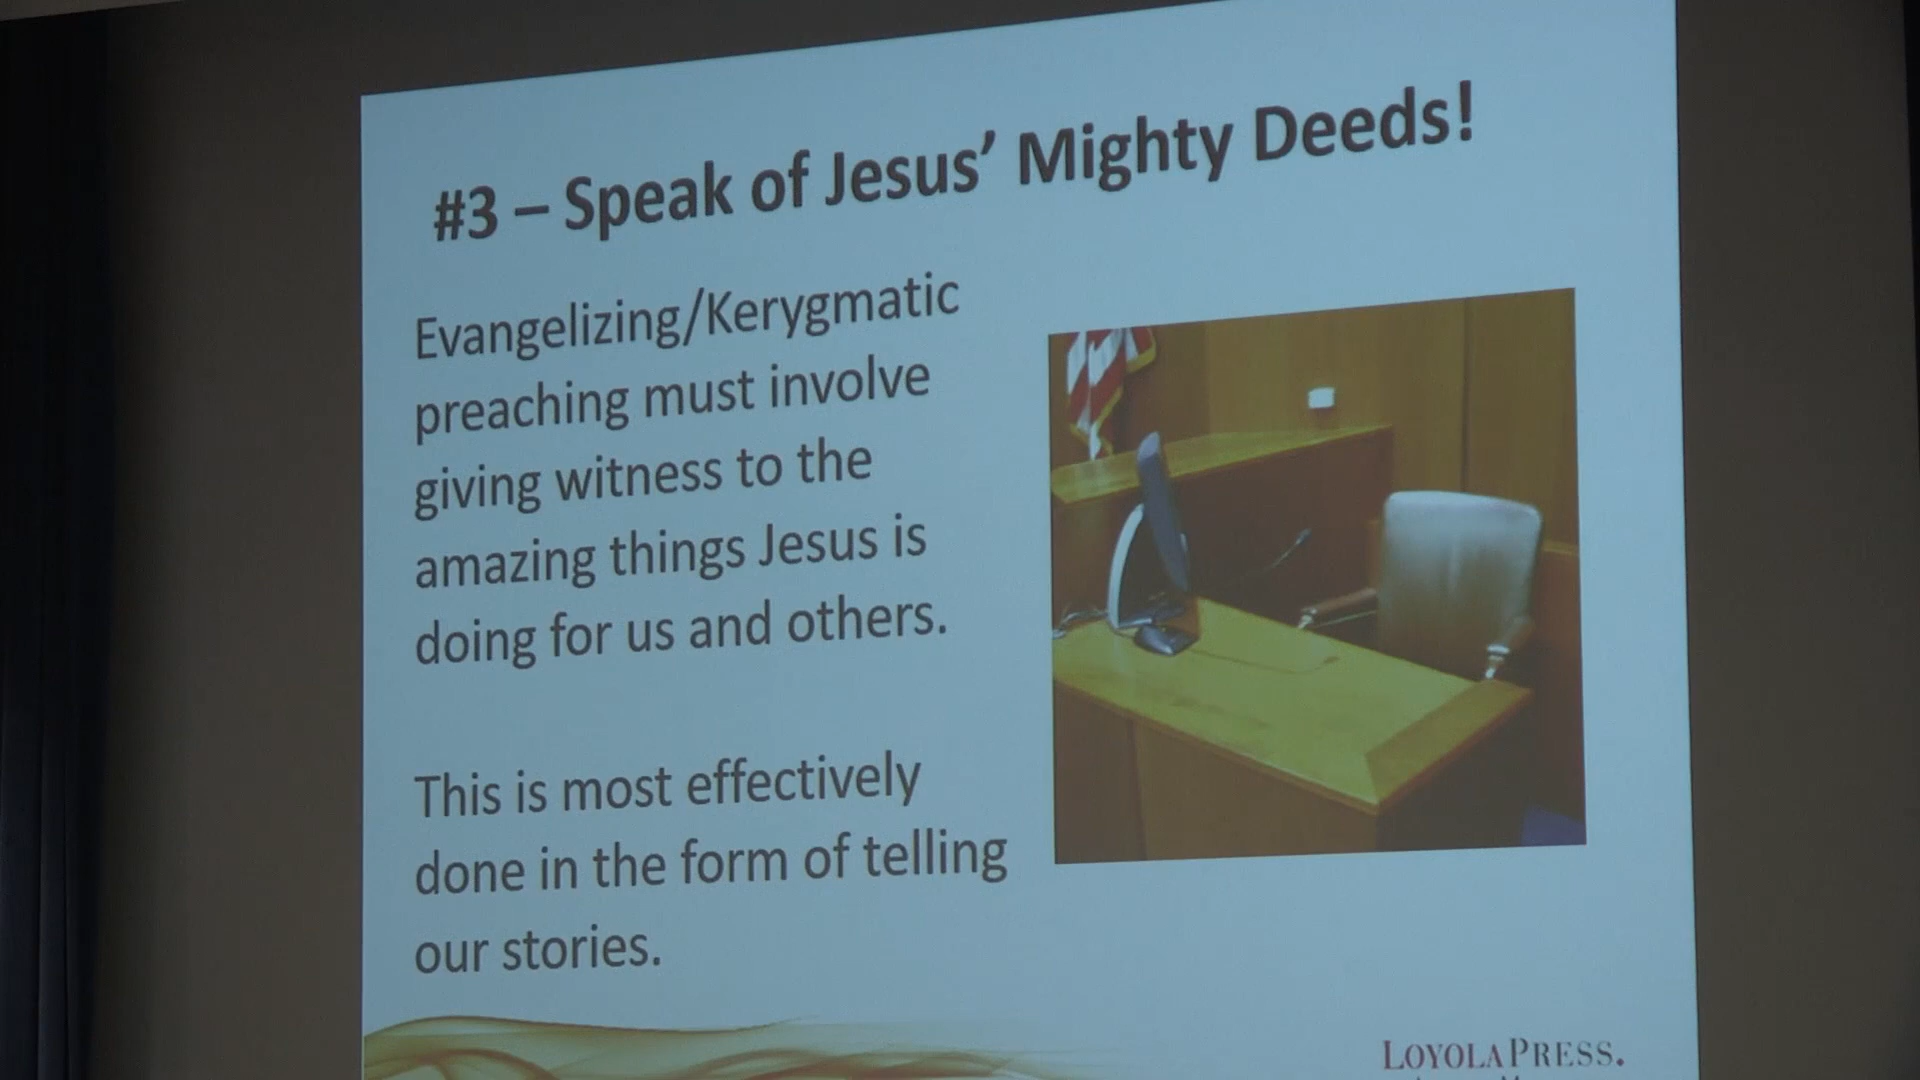 #3 – Speak of Jesus’ Mighty Deeds!
Evangelizing/Kerygmatic
preaching must involve
giving witness to the
amazing things Jesus is
doing for us and others.
This is most effectively
done in the form of telling
our stories.
LOYOLA PRESS.